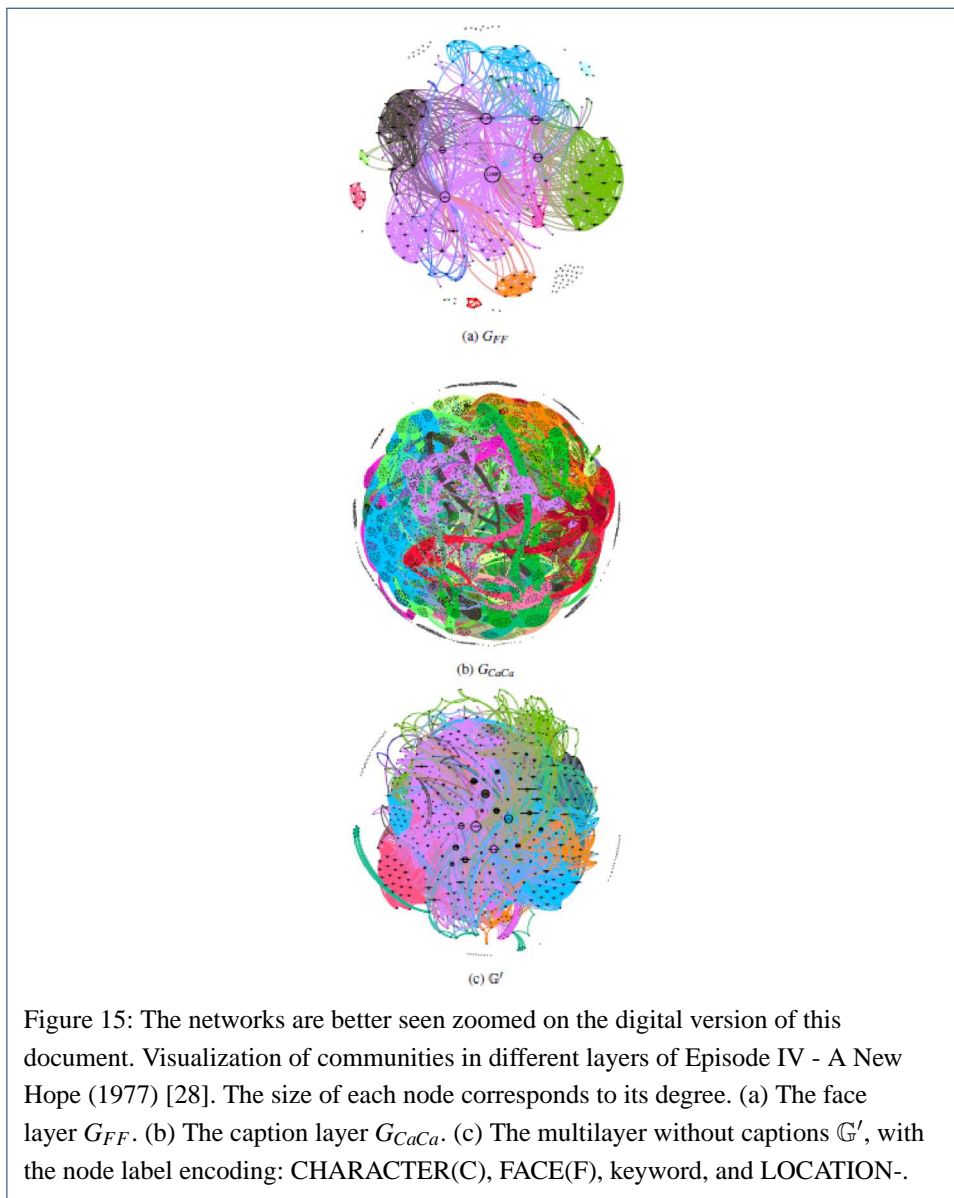 (a) G_FF
(b) G_CaCa
(c) 𝔾′
Figure 15: The networks are better seen zoomed on the digital version of this
document. Visualization of communities in different layers of Episode IV - A New
Hope (1977) [28]. The size of each node corresponds to its degree. (a) The face
layer G_FF. (b) The caption layer G_CaCa. (c) The multilayer without captions 𝔾′, with
the node label encoding: CHARACTER(C), FACE(F), keyword, and LOCATION-.